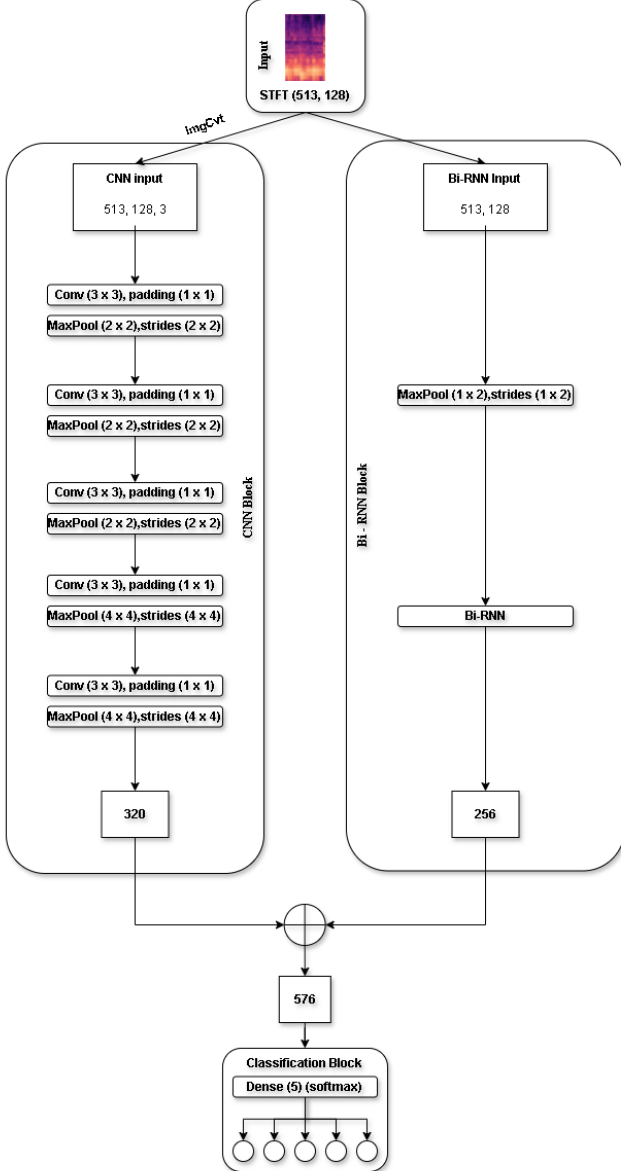 Input
STFT (513, 128)
ImgCvt
CNN input
513, 128, 3
Conv (3 x 3), padding (1 x 1)
MaxPool (2 x 2),strides (2 x 2)
Conv (3 x 3), padding (1 x 1)
MaxPool (2 x 2),strides (2 x 2)
Conv (3 x 3), padding (1 x 1)
MaxPool (2 x 2),strides (2 x 2)
Conv (3 x 3), padding (1 x 1)
MaxPool (4 x 4),strides (4 x 4)
Conv (3 x 3), padding (1 x 1)
MaxPool (4 x 4),strides (4 x 4)
320
CNN Block
Bi-RNN Input
513, 128
MaxPool (1 x 2),strides (1 x 2)
Bi-RNN
256
Bi - RNN Block
576
Classification Block
Dense (5) (softmax)